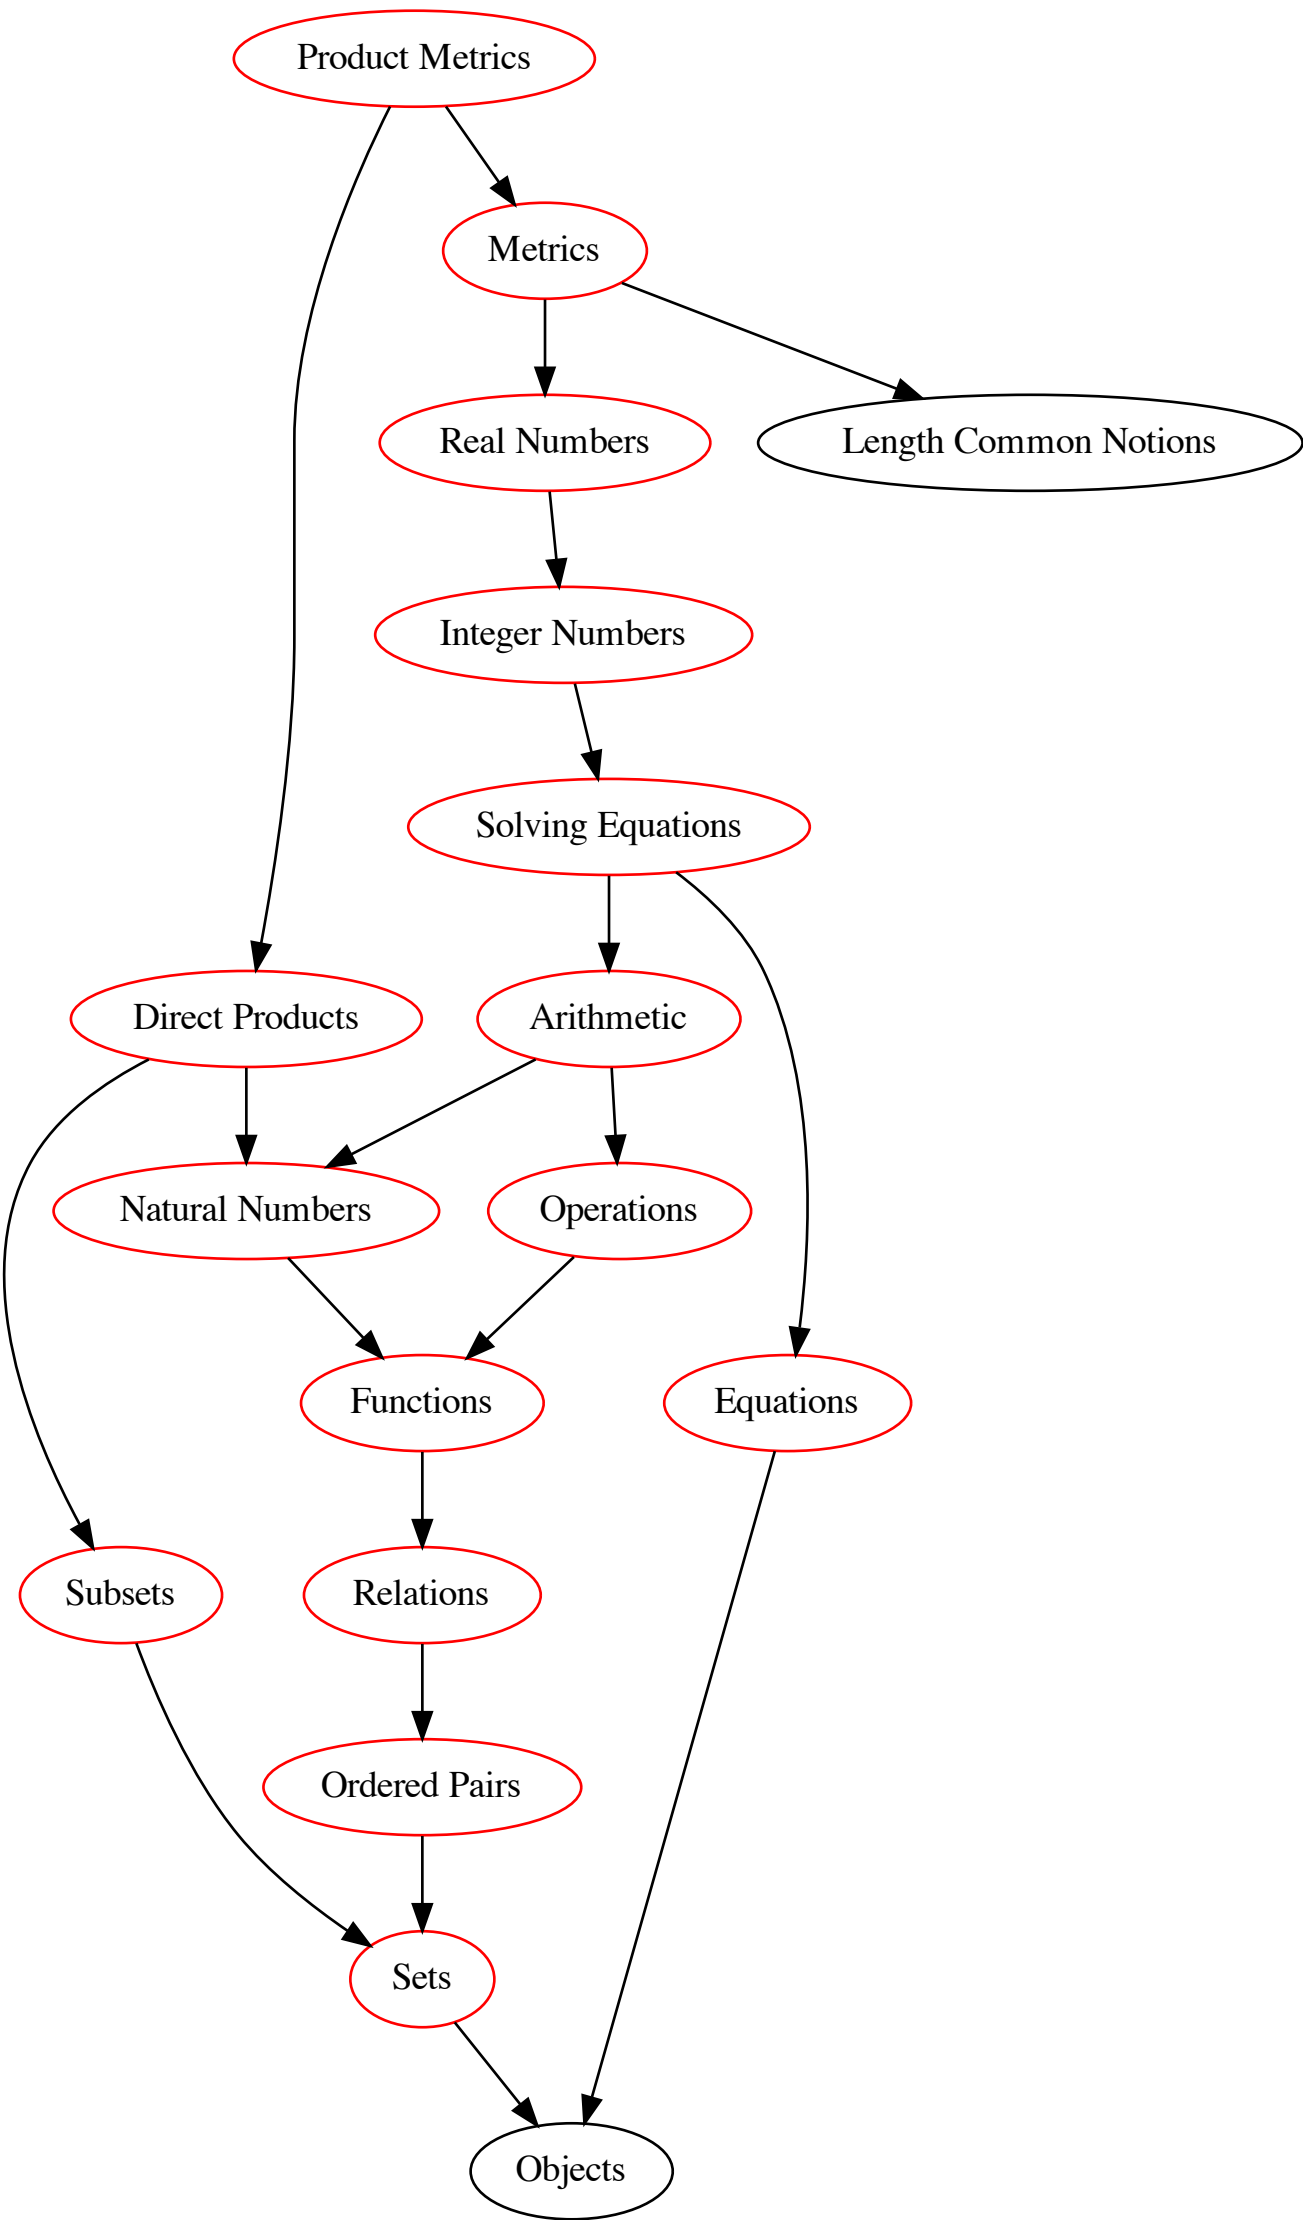 Product Metrics
Metrics
Real Numbers
Length Common Notions
Integer Numbers
Solving Equations
Direct Products
Arithmetic
Natural Numbers
Operations
Functions
Equations
Subsets
Relations
Ordered Pairs
Sets
Objects